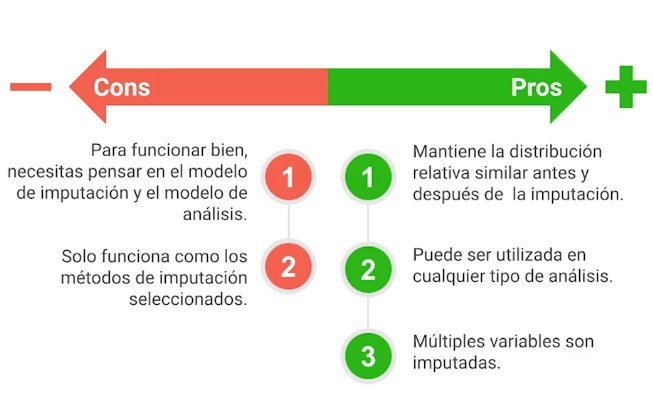 Cons
Pros
Para funcionar bien,
necesitas pensar en el modelo
de imputación y el modelo de
análisis.
1
Solo funciona como los
métodos de imputación
seleccionados.
2
1
Mantiene la distribución
relativa similar antes y
después de la imputación.
2
Puede ser utilizada en
cualquier tipo de análisis.
3
Múltiples variables son
imputadas.